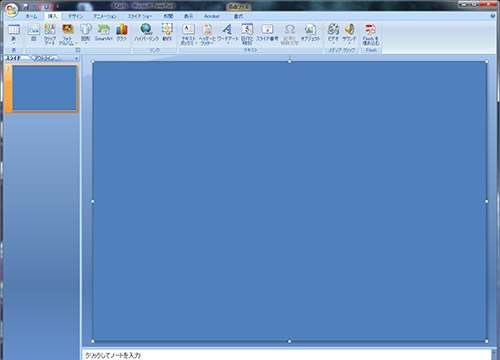 Microsoft PowerPoint
ホーム 挿入 デザイン アニメーション スライド ショー 校閲 表示 Acrobat 書式
表 図 クリップ アート フォト アルバム 図形 SmartArt グラフ ハイパーリンク 動作 テキスト ボックス ヘッダーと フッター ワードアート 日付と 時刻 スライド番号 記号と 特殊文字 オブジェクト ビデオ サウンド Flash を 埋め込む
表 図 リンク テキスト メディア クリップ Flash
スライド アウトライン
1
クリックしてノートを入力